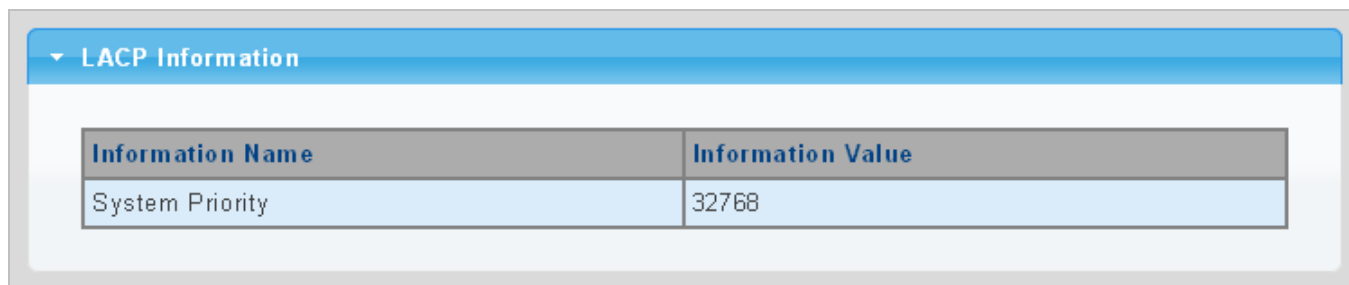 LACP Information
Information Name Information Value
System Priority 32768